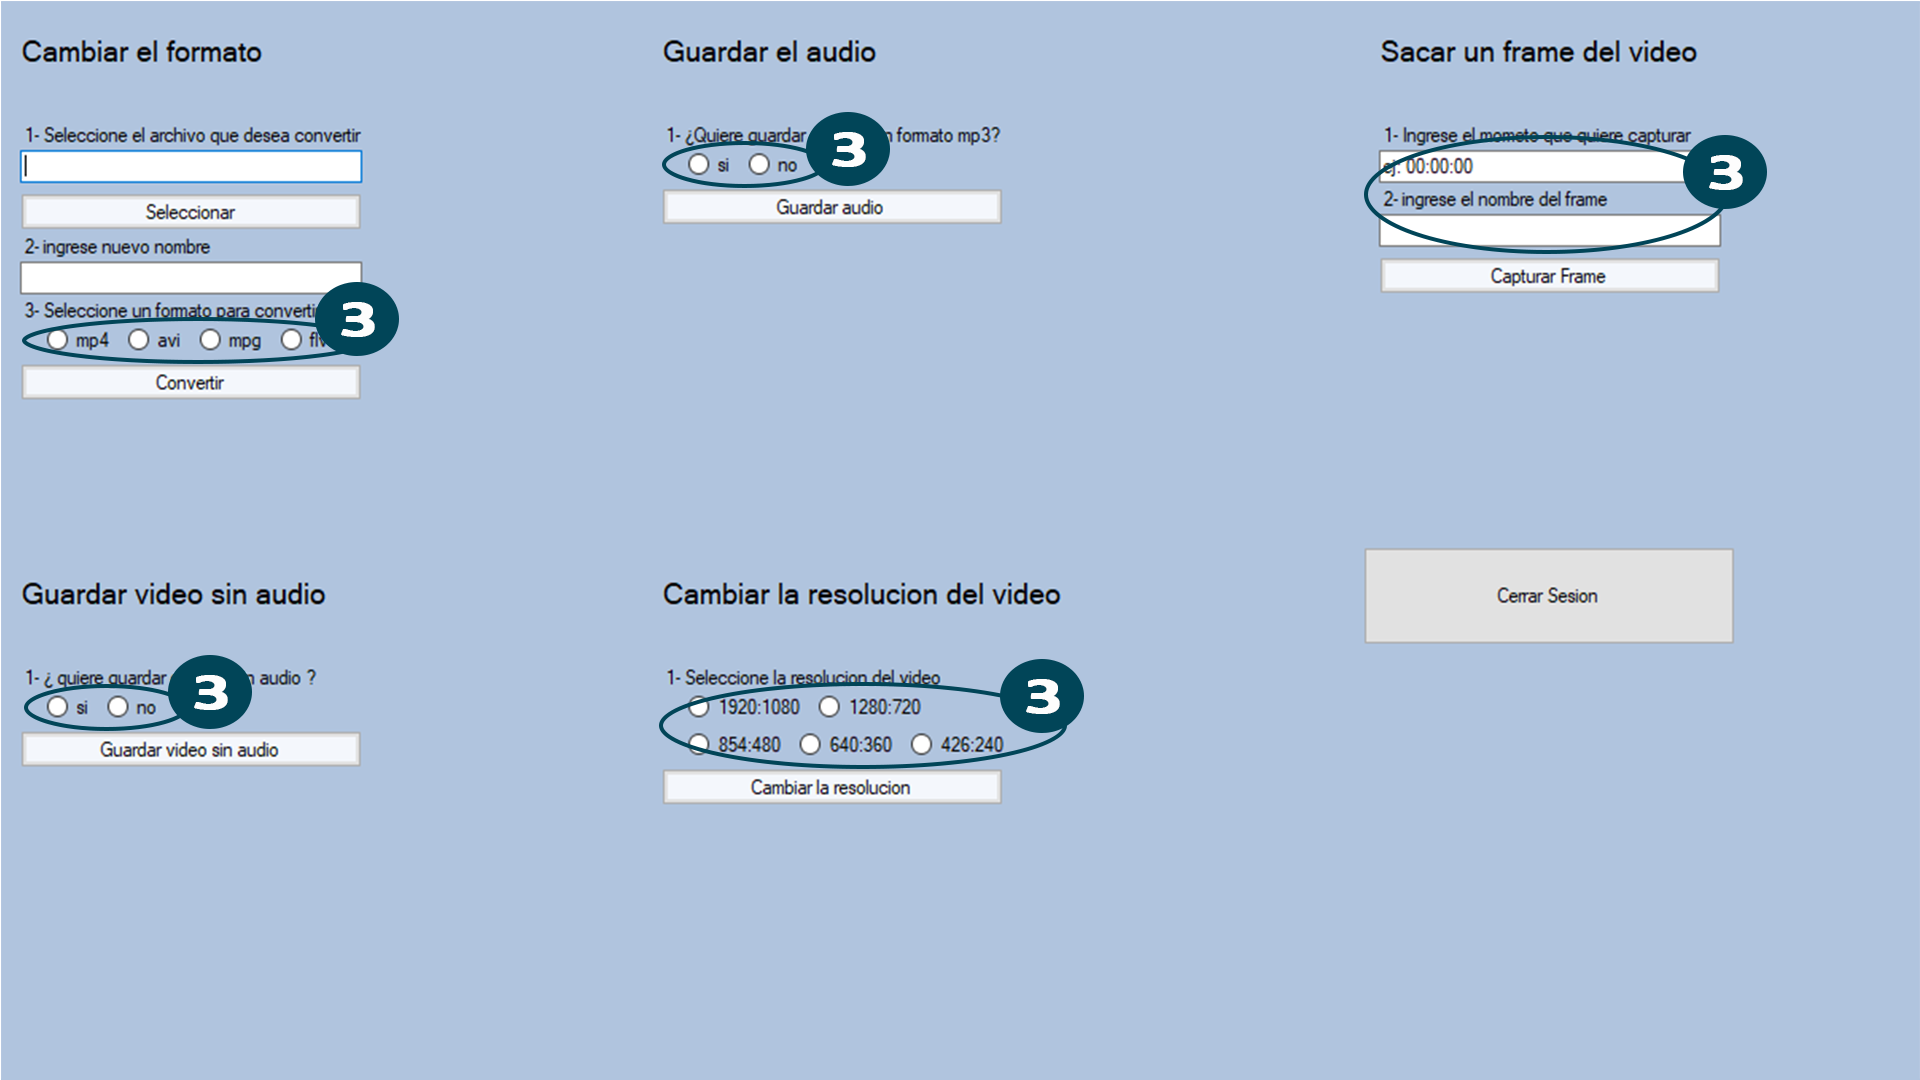 Cambiar el formato
1- Seleccione el archivo que desea convertir
Seleccionar
2- ingrese nuevo nombre
3- Seleccione un formato para
3
mp4 avi mpg
Convertir
Guardar el audio
1- ¿Quiere guardar formato mp3?
3
si no
Guardar audio
Sacar un frame del video
1- Ingrese el mometo que quiere capturar
ej: 00:00:00
3
2- ingrese el nombre del frame
Capturar Frame
Guardar video sin audio
1- ¿ quiere guardar audio ?
3
si no
Guardar video sin audio
Cambiar la resolucion del video
1- Seleccione la resolucion del video
3
1920:1080 1280:720
854:480 640:360 426:240
Cambiar la resolucion
Cerrar Sesion